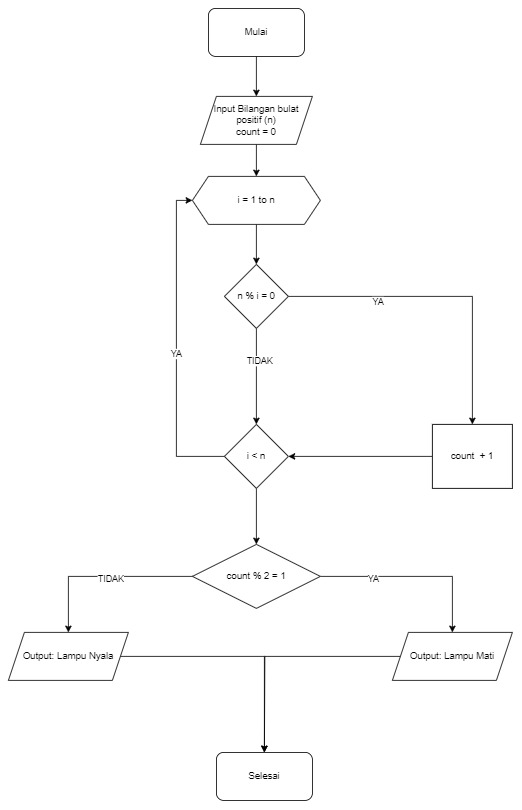 Mulai
Input Bilangan bulat
positif (n)
count = 0
i = 1 to n
n % i = 0
YA
TIDAK
YA
i < n
count + 1
count % 2 = 1
TIDAK
YA
Output: Lampu Nyala
Output: Lampu Mati
Selesai